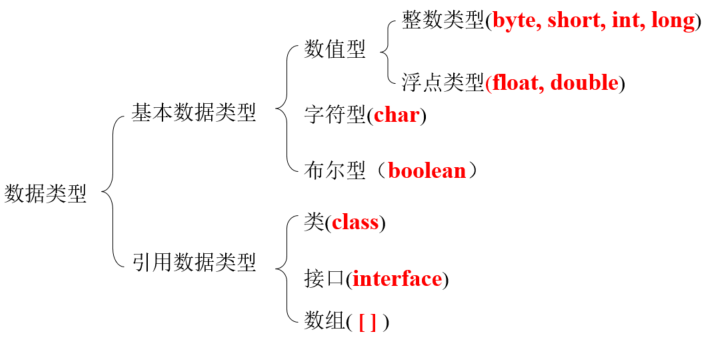 数据类型
基本数据类型
数值型
整数类型(byte, short, int, long)
浮点类型(float, double)
字符型(char)
布尔型（boolean）
引用数据类型
类(class)
接口(interface)
数组( [ ] )